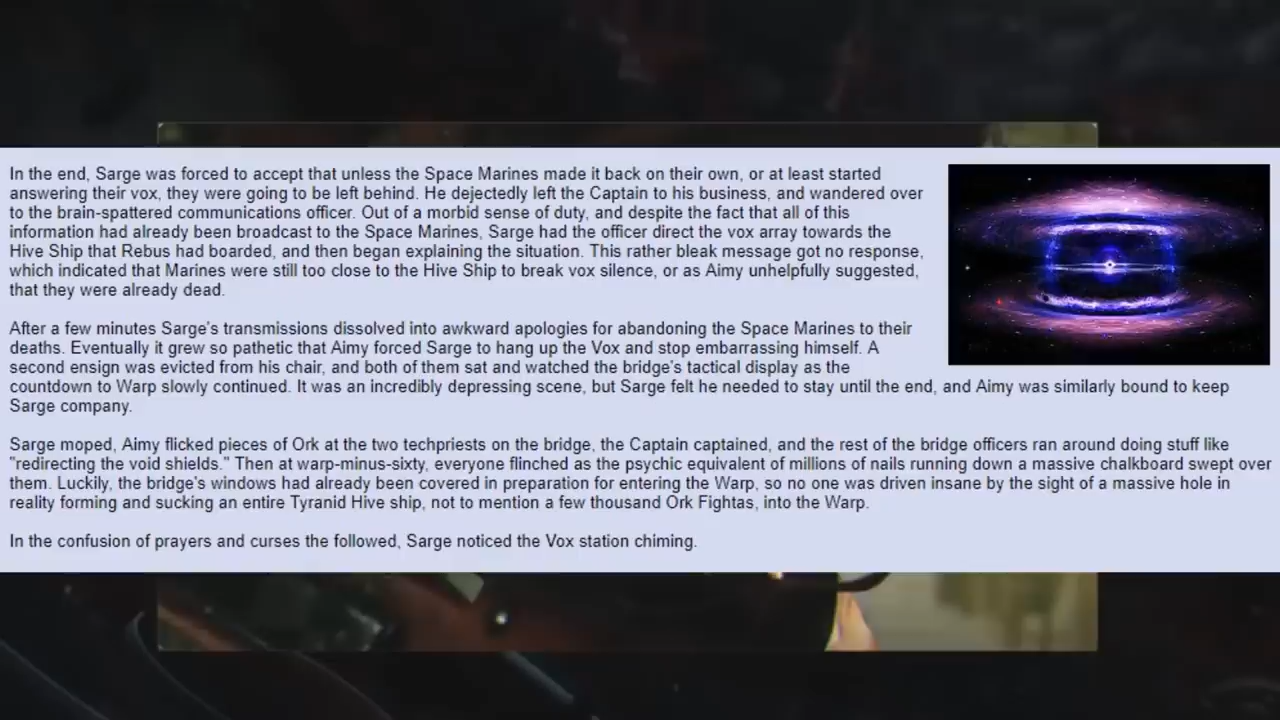 In the end, Sarge was forced to accept that unless the Space Marines made it back on their own, or at least started
answering their vox, they were going to be left behind. He dejectedly left the Captain to his business, and wandered over
to the brain-spattered communications officer. Out of a morbid sense of duty, and despite the fact that all of this
information had already been broadcast to the Space Marines, Sarge had the officer direct the vox array towards the
Hive Ship that Rebus had boarded, and then began explaining the situation. This rather bleak message got no response,
which indicated that Marines were still too close to the Hive Ship to break vox silence, or as Aimy unhelpfully suggested,
that they were already dead.
After a few minutes Sarge's transmissions dissolved into awkward apologies for abandoning the Space Marines to their
deaths. Eventually it grew so pathetic that Aimy forced Sarge to hang up the Vox and stop embarrassing himself. A
second ensign was evicted from his chair, and both of them sat and watched the bridge's tactical display as the
countdown to Warp slowly continued. It was an incredibly depressing scene, but Sarge felt he needed to stay until the end, and Aimy was similarly bound to keep
Sarge company.
Sarge moped, Aimy flicked pieces of Ork at the two techpriests on the bridge, the Captain captained, and the rest of the bridge officers ran around doing stuff like
"redirecting the void shields." Then at warp-minus-sixty, everyone flinched as the psychic equivalent of millions of nails running down a massive chalkboard swept over
them. Luckily, the bridge's windows had already been covered in preparation for entering the Warp, so no one was driven insane by the sight of a massive hole in
reality forming and sucking an entire Tyranid Hive ship, not to mention a few thousand Ork Fightas, into the Warp.
In the confusion of prayers and curses the followed, Sarge noticed the Vox station chiming.